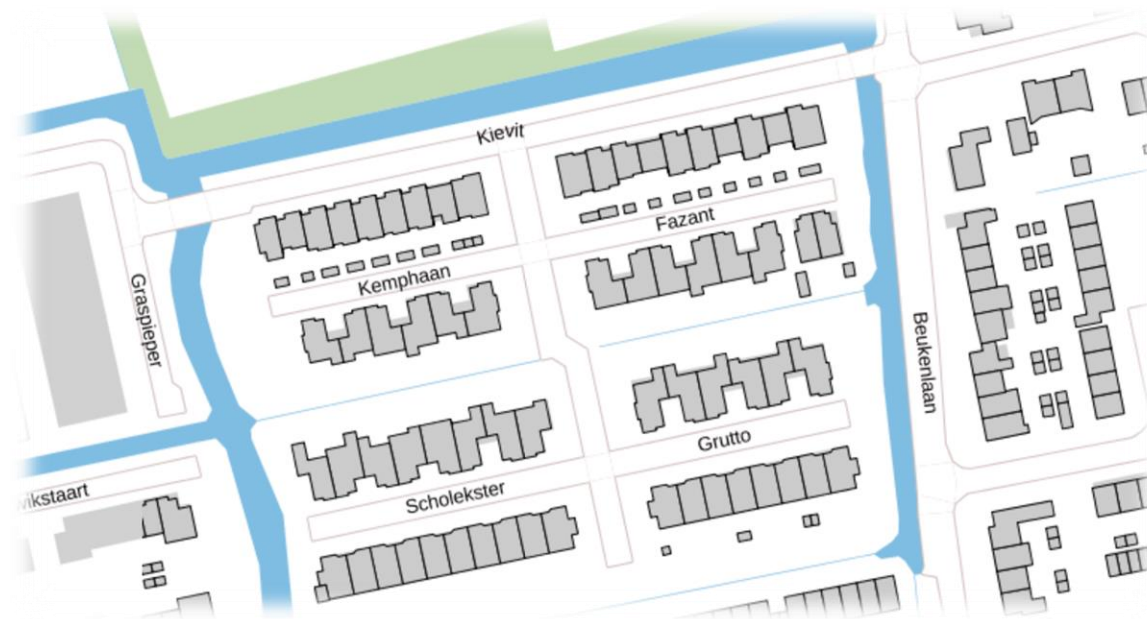 Kievit
Fazant
Kemphaan
Graspieper
Beukenlaan
Grutto
Scholekster